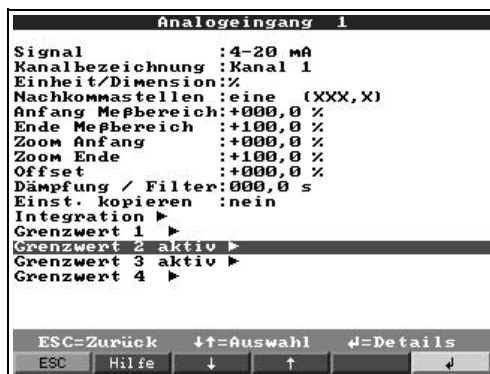 Analogeingang 1
Signal :4-20 mA
Kanalbezeichnung :Kanal 1
Einheit/Dimension:%
Nachkommastellen :eine (XXX,X)
Anfang Meßbereich:+000,0 %
Ende Meßbereich :+100,0 %
Zoom Anfang :+000,0 %
Zoom Ende :+100,0 %
Offset :+000,0 %
Dämpfung / Filter:000,0 s
Einst. kopieren :nein
Integration ►
Grenzwert 1 ►
Grenzwert 2 aktiv ►
Grenzwert 3 aktiv ►
Grenzwert 4 ►
ESC=Zurück ↓↑=Auswahl ↲=Details
ESC Hilfe ↓ ↑ ↲